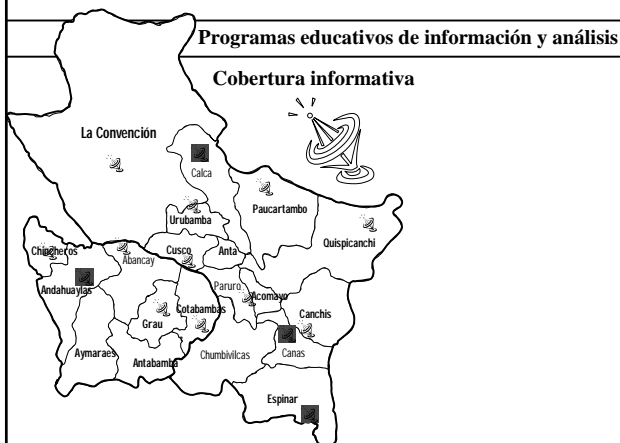 Programas educativos de información y análisis
Cobertura informativa
La Convención
Calca
Paucartambo
Urubamba
Quispicanchi
Chincheros
Abancay
Cusco
Anta
Andahuaylas
Paruro
Acomayo
Cotabambas
Canchis
Grau
Aymaraes
Antabamba
Chumbivilcas
Canas
Espinar